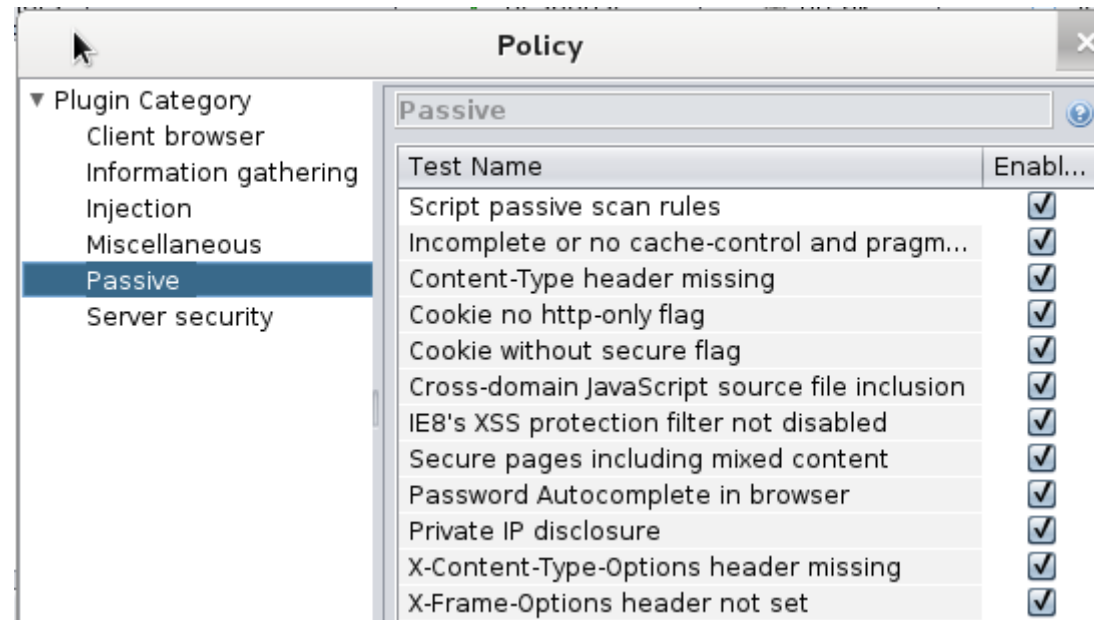 Policy
Plugin Category
Client browser
Information gathering
Injection
Miscellaneous
Passive
Server security
Passive
Test Name Enabl...
Script passive scan rules
Incomplete or no cache-control and pragm...
Content-Type header missing
Cookie no http-only flag
Cookie without secure flag
Cross-domain JavaScript source file inclusion
IE8's XSS protection filter not disabled
Secure pages including mixed content
Password Autocomplete in browser
Private IP disclosure
X-Content-Type-Options header missing
X-Frame-Options header not set